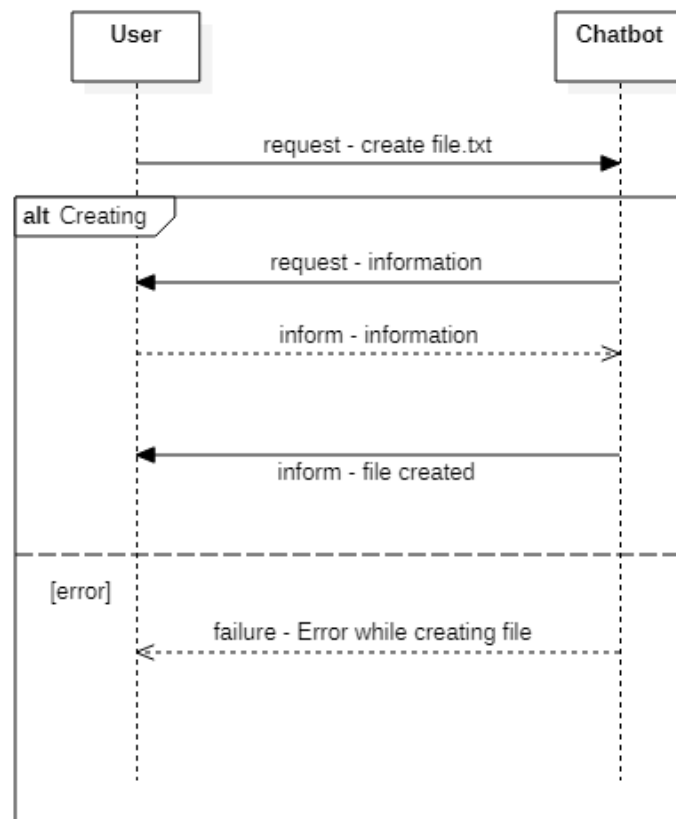 User
Chatbot
request - create file.txt
alt Creating
request - information
inform - information
inform - file created
[error]
failure - Error while creating file